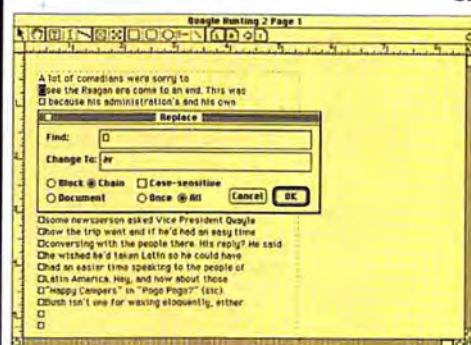 Quayle Hunting 2 Page 1
A lot of comedians were sorry to
see the Reagan era come to an end. This was
because his administration's and his own
Replace
Find: □
Change To: ∂r
Block Chain Case-sensitive
Document Once All Cancel OK
□some newsperson asked Vice President Quayle
□how the trip went and if he'd had an easy time
□conversing with the people there. His reply? He said
□he wished he'd taken Latin so he could have
□had an easier time speaking to the people of
□Latin America. Hey, and how about those
□"Happy Campers" in "Pogo Pogo?" (sic).
□Bush isn't one for waxing eloquently, either
□
□